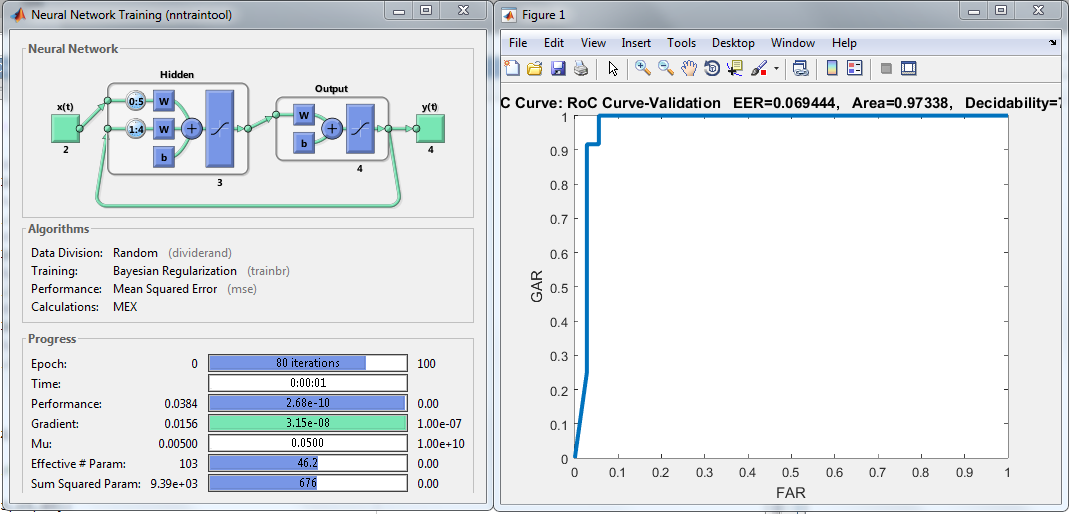 Neural Network Training (nntraintool)
Neural Network
Hidden
Output
x(t)
y(t)
0:5
W
1:4
W
b
W
b
2
3
4
4
Algorithms
Data Division: Random (dividerand)
Training: Bayesian Regularization (trainbr)
Performance: Mean Squared Error (mse)
Calculations: MEX
Progress
Epoch: 0 80 iterations 100
Time: 0:00:01
Performance: 0.0384 2.68e-10 0.00
Gradient: 0.0156 3.15e-08 1.00e-07
Mu: 0.00500 0.0500 1.00e+10
Effective # Param: 103 46.2 0.00
Sum Squared Param: 9.39e+03 676 0.00
Figure 1
File Edit View Insert Tools Desktop Window Help
C Curve: RoC Curve-Validation EER=0.069444, Area=0.97338, Decidability=
1
0.9
0.8
0.7
0.6
0.5
0.4
0.3
0.2
0.1
0
GAR
0 0.1 0.2 0.3 0.4 0.5 0.6 0.7 0.8 0.9 1
FAR